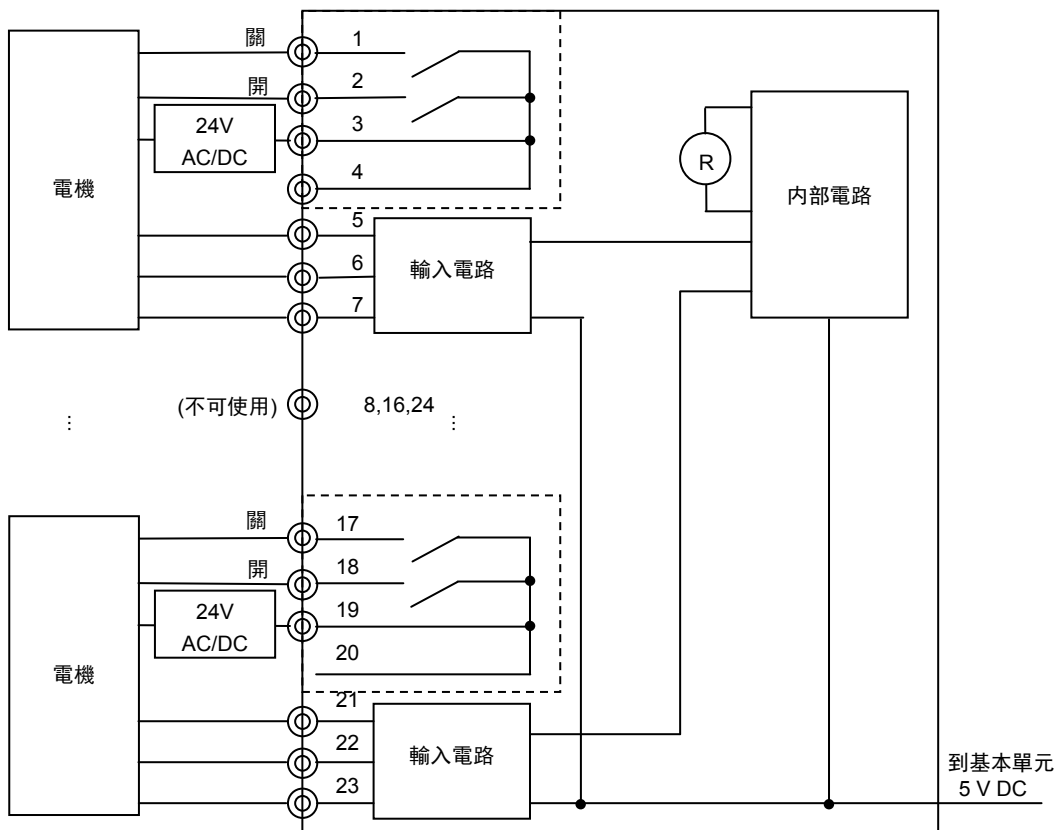 關
1
開
2
24V
AC/DC
3
4
電機
R
内部電路
5
6
7
輸入電路
(不可使用)
8,16,24
⋮
⋮
關
17
開
18
24V
AC/DC
19
20
電機
21
22
23
輸入電路
到基本單元
5 V DC